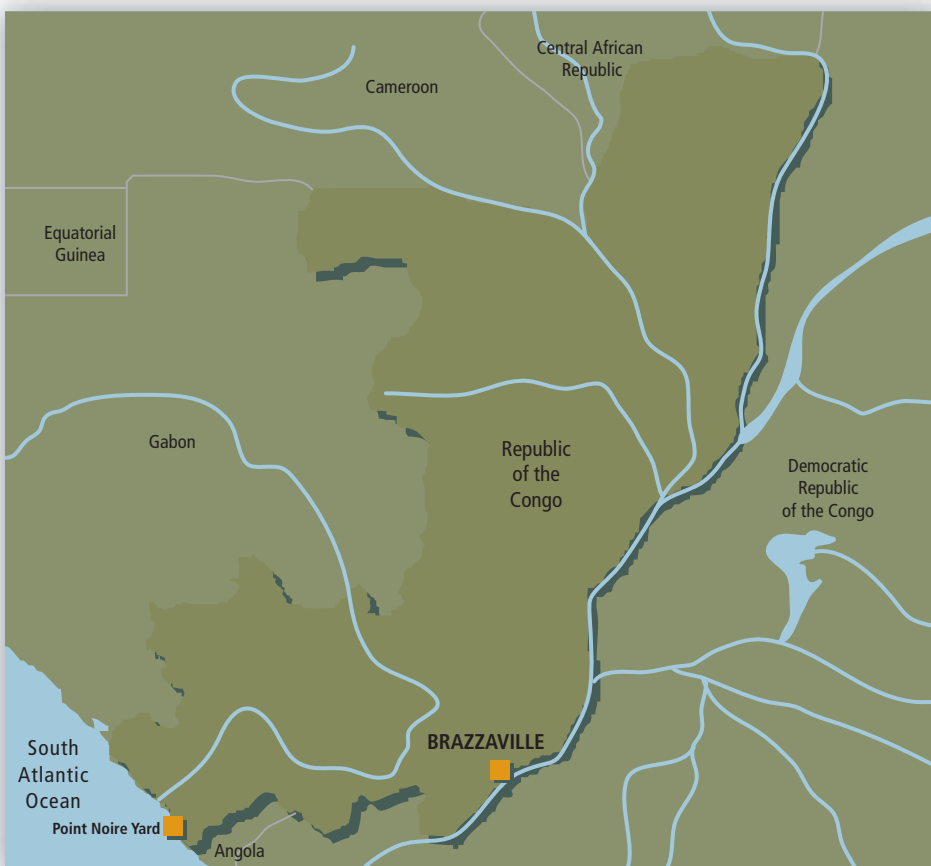 Central African
Republic
Cameroon
Equatorial
Guinea
Gabon
Republic
of the
Congo
Democratic
Republic
of the Congo
BRAZZAVILLE
South
Atlantic
Ocean
Point Noire Yard
Angola